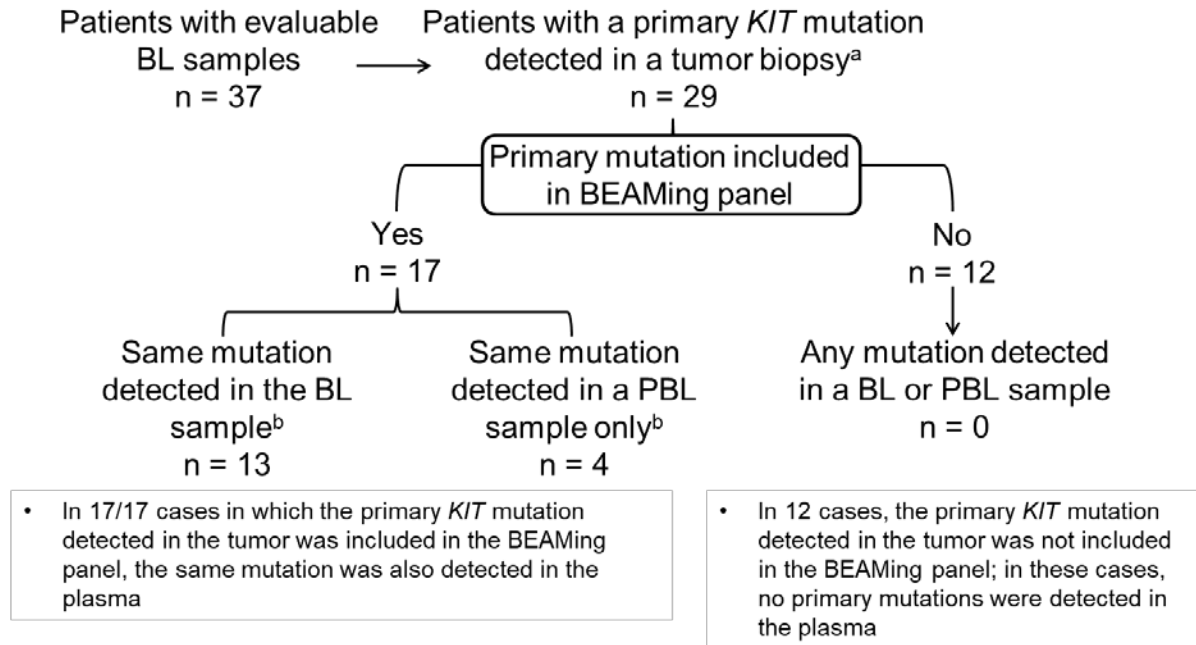 Patients with evaluable
BL samples
n = 37
Patients with a primary KIT mutation
detected in a tumor biopsyᵃ
n = 29
Primary mutation included
in BEAMing panel
Yes
n = 17
No
n = 12
Same mutation
detected in the BL
sampleᵇ
n = 13
Same mutation
detected in a PBL
sample onlyᵇ
n = 4
Any mutation detected
in a BL or PBL sample
n = 0
• In 17/17 cases in which the primary KIT mutation
detected in the tumor was included in the BEAMing
panel, the same mutation was also detected in the
plasma
• In 12 cases, the primary KIT mutation
detected in the tumor was not included
in the BEAMing panel; in these cases,
no primary mutations were detected in
the plasma